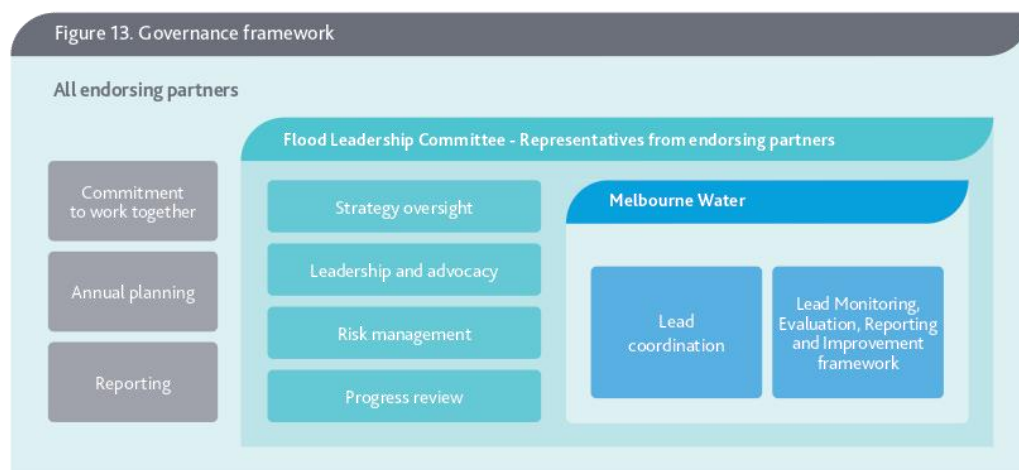 Figure 13. Governance framework
All endorsing partners
Commitment
to work together
Annual planning
Reporting
Flood Leadership Committee - Representatives from endorsing partners
Strategy oversight
Leadership and advocacy
Risk management
Progress review
Melbourne Water
Lead
coordination
Lead Monitoring,
Evaluation, Reporting
and Improvement
framework